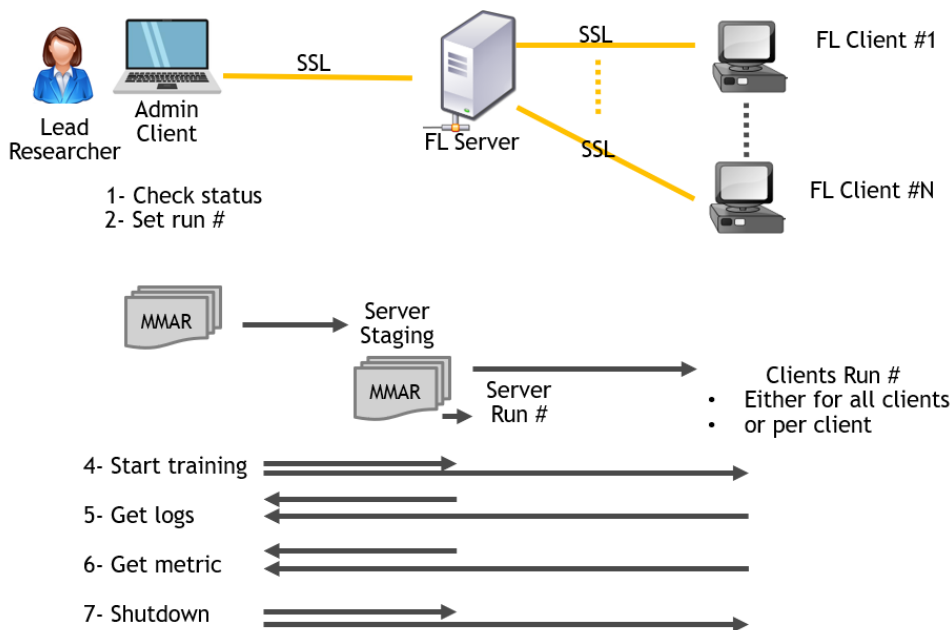 SSL
SSL
FL Client #1
Lead
Researcher
Admin
Client
FL Server
SSL
FL Client #N
1- Check status
2- Set run #
MMAR
Server
Staging
MMAR
Server
Run #
Clients Run #
• Either for all clients
• or per client
4- Start training
5- Get logs
6- Get metric
7- Shutdown